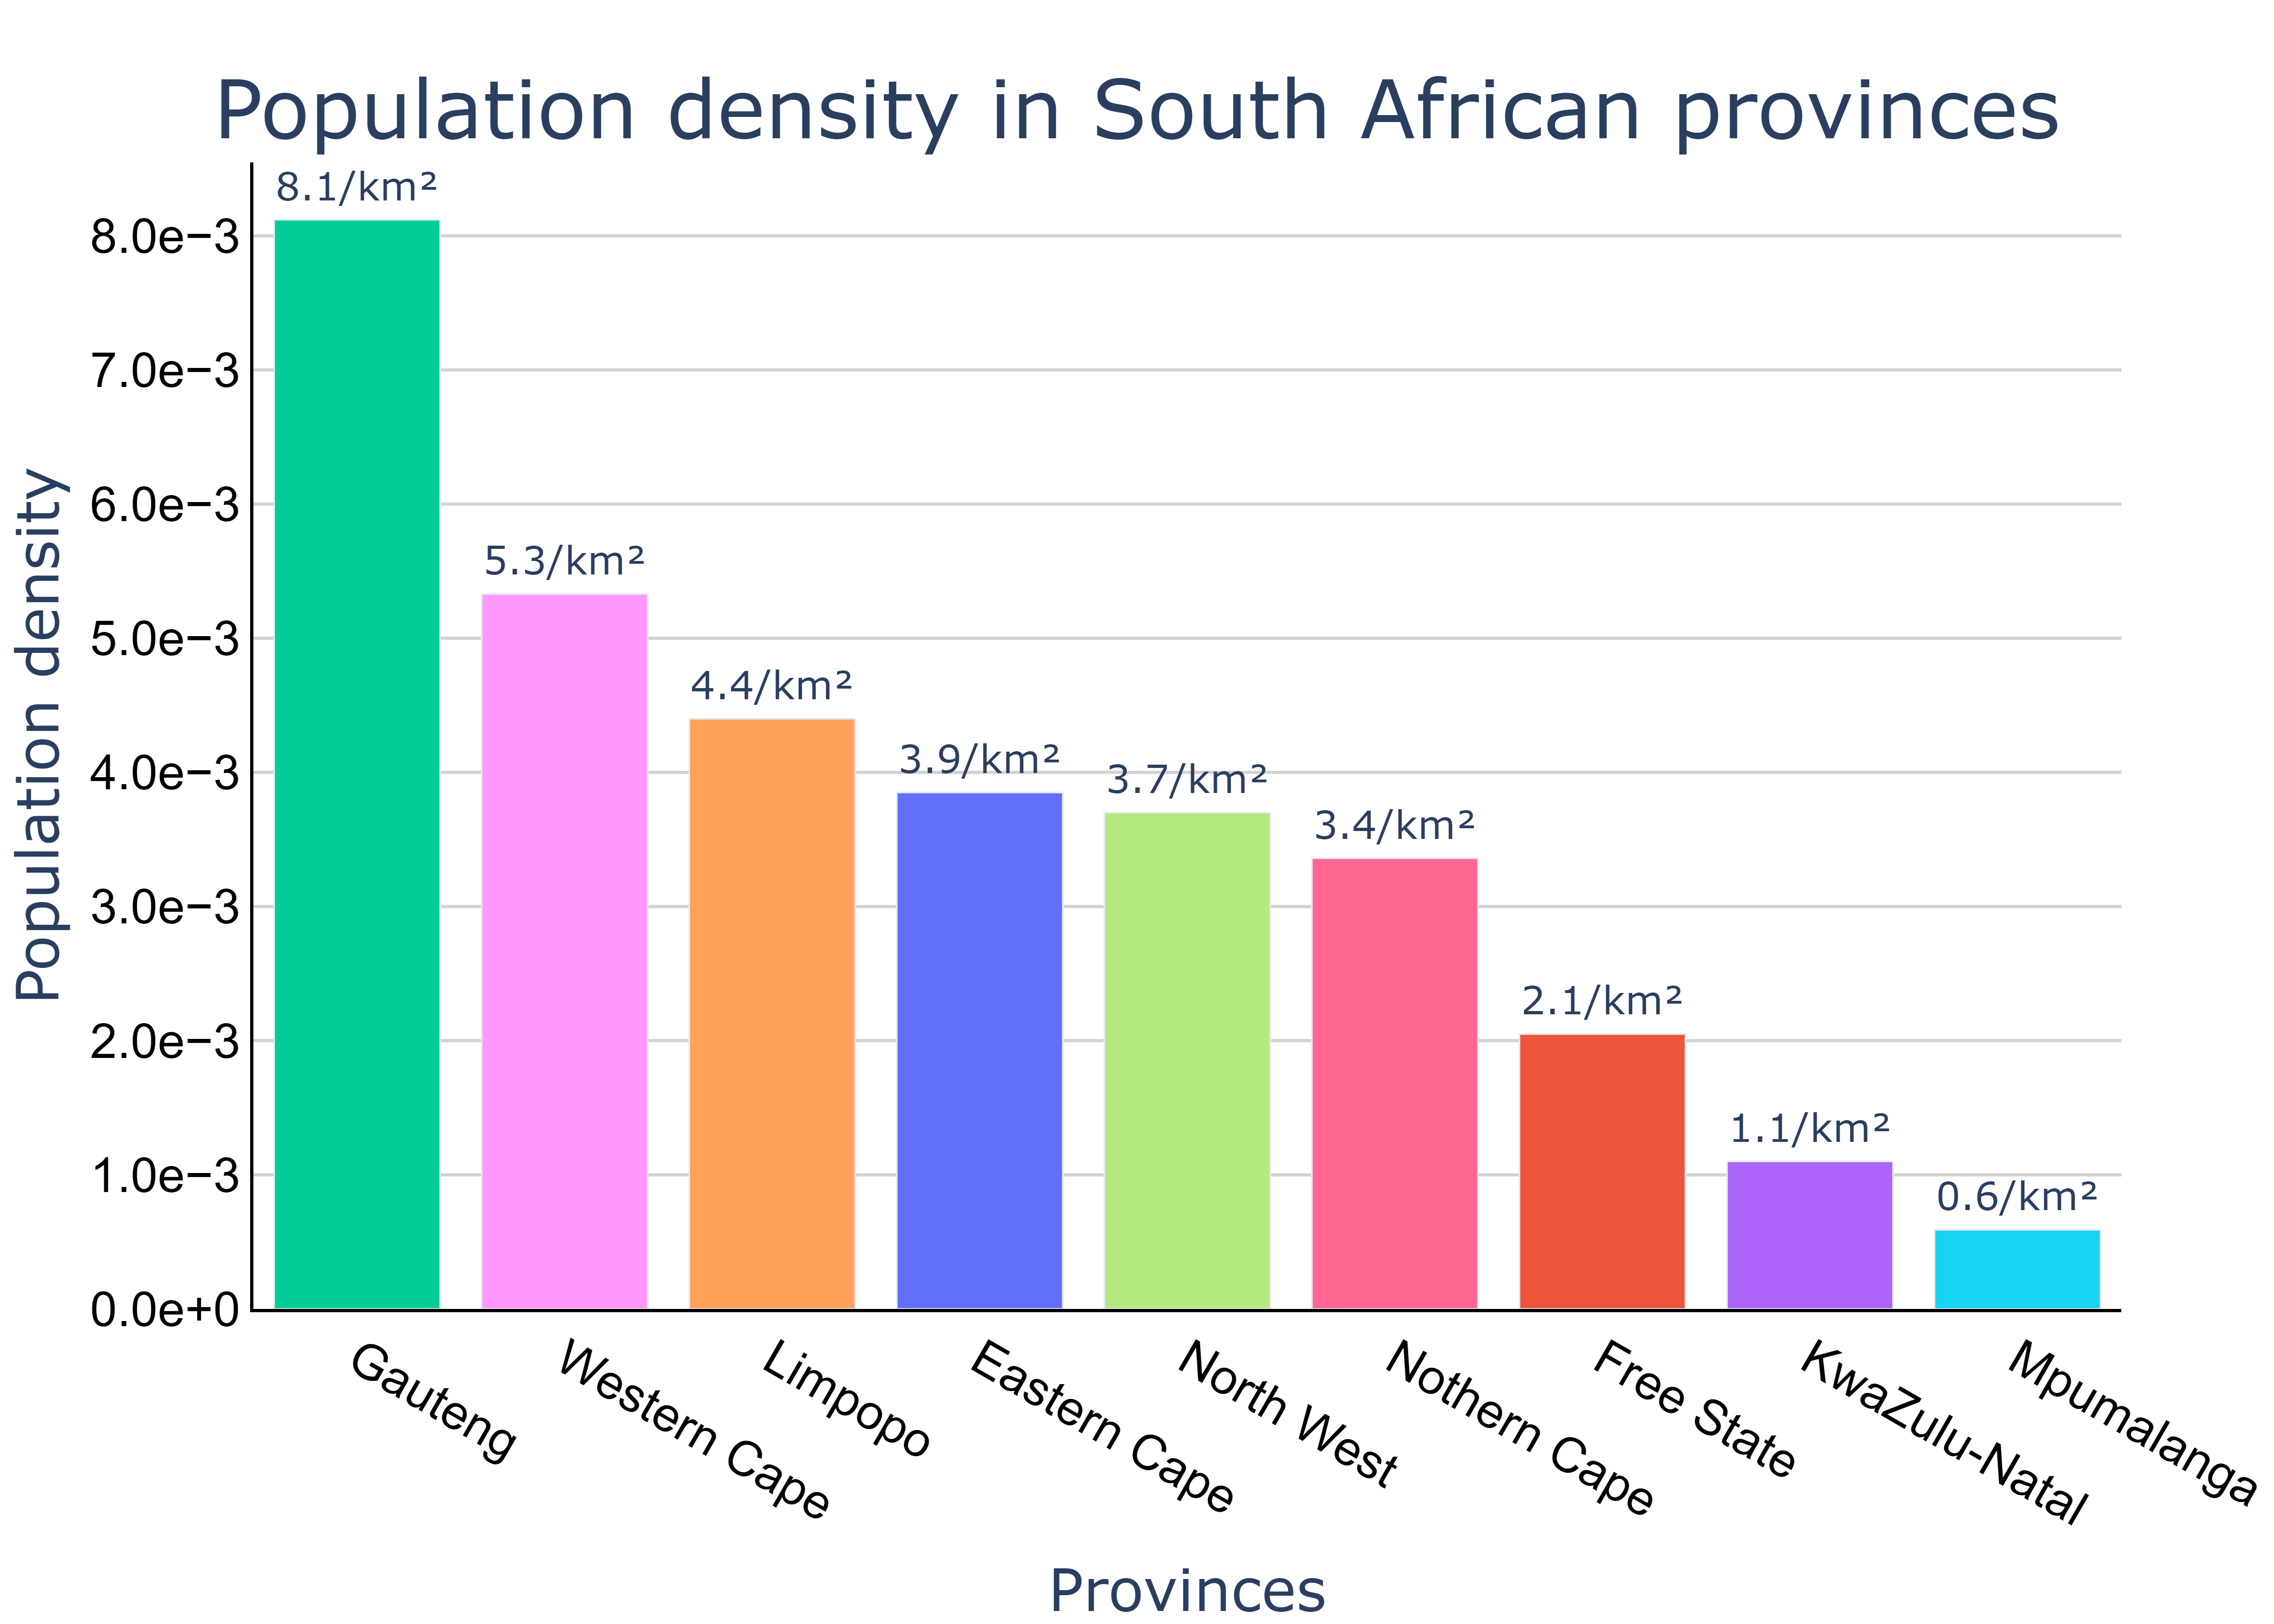 Population density in South African provinces
8.1/km²
8.0e−3
7.0e−3
6.0e−3
5.3/km²
5.0e−3
4.4/km²
4.0e−3
3.9/km²
3.7/km²
3.4/km²
3.0e−3
2.1/km²
2.0e−3
1.1/km²
1.0e−3
0.6/km²
0.0e+0
Population density
Gauteng
Western Cape
Limpopo
Eastern Cape
North West
Nothern Cape
Free State
KwaZulu-Natal
Mpumalanga
Provinces